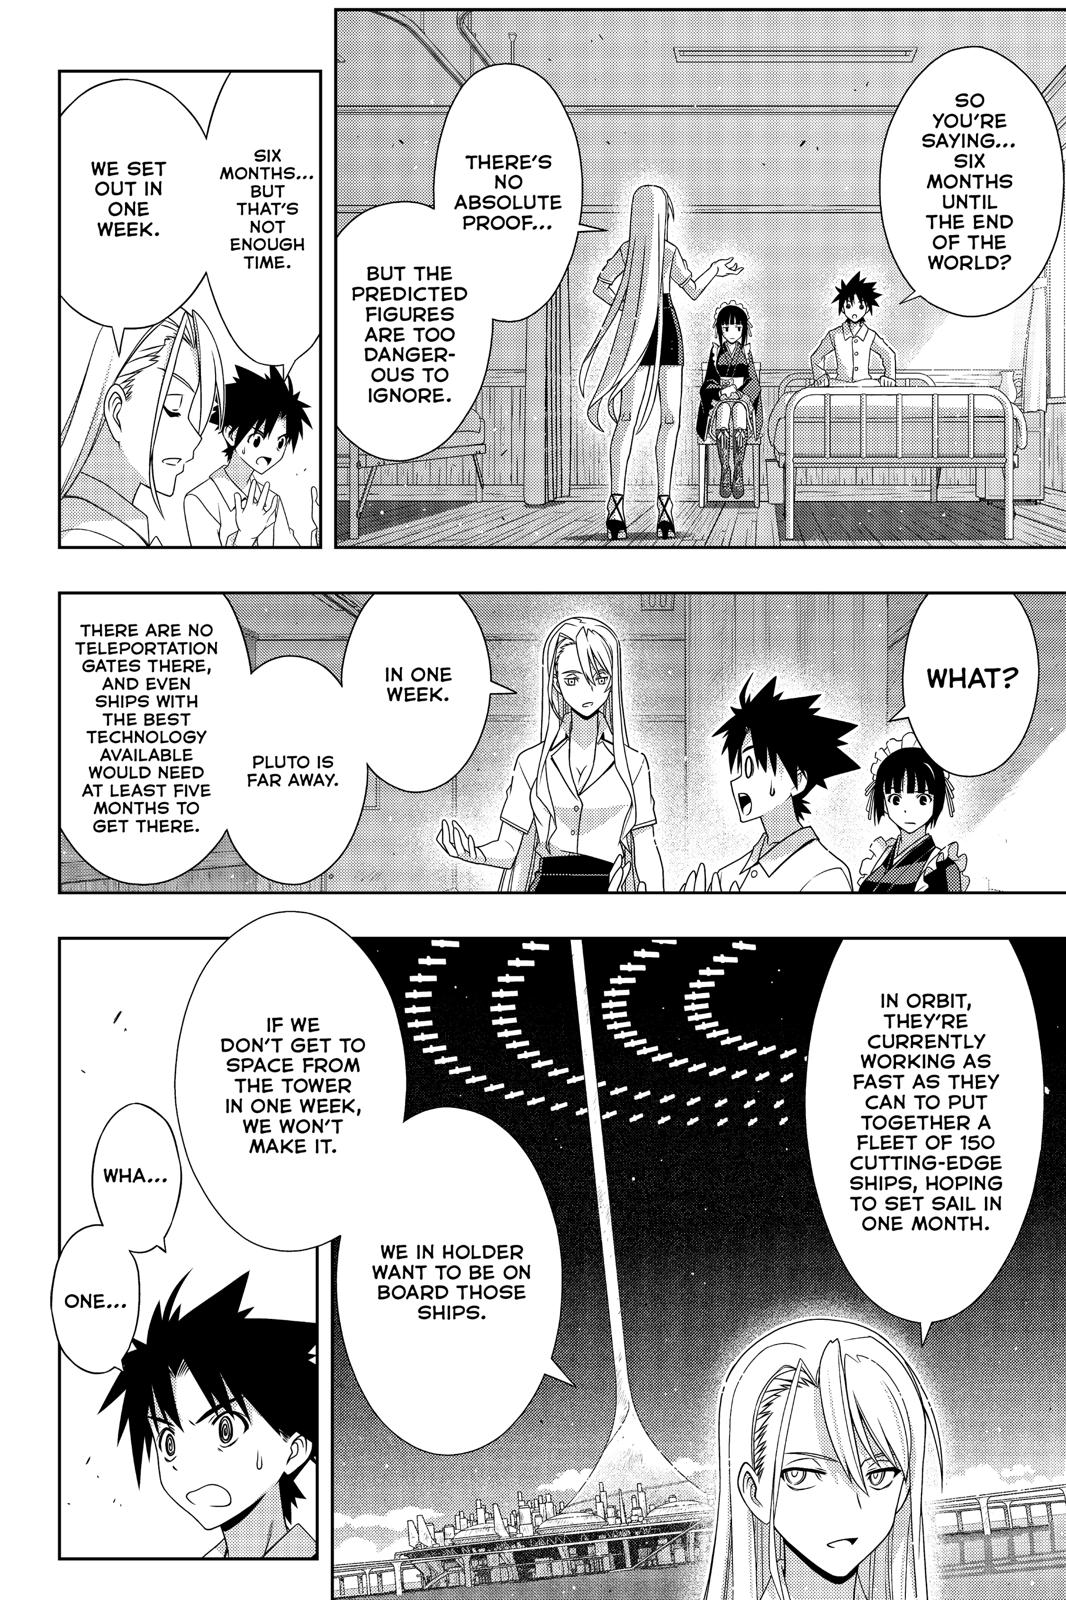 SO
YOU'RE
SAYING...
SIX
MONTHS
UNTIL
THE END
OF THE
WORLD?
THERE'S
NO
ABSOLUTE
PROOF...
BUT THE
PREDICTED
FIGURES
ARE TOO
DANGER-
OUS TO
IGNORE.
SIX
MONTHS...
BUT
THAT'S
NOT
ENOUGH
TIME.
WE SET
OUT IN
ONE
WEEK.
WHAT?
IN ONE
WEEK.
PLUTO IS
FAR AWAY.
THERE ARE NO
TELEPORTATION
GATES THERE,
AND EVEN
SHIPS WITH
THE BEST
TECHNOLOGY
AVAILABLE
WOULD NEED
AT LEAST FIVE
MONTHS TO
GET THERE.
IN ORBIT,
THEY'RE
CURRENTLY
WORKING AS
FAST AS THEY
CAN TO PUT
TOGETHER A
FLEET OF 150
CUTTING-EDGE
SHIPS, HOPING
TO SET SAIL IN
ONE MONTH.
WE IN HOLDER
WANT TO BE ON
BOARD THOSE
SHIPS.
IF WE
DON'T GET TO
SPACE FROM
THE TOWER
IN ONE WEEK,
WE WON'T
MAKE IT.
WHA...
ONE...